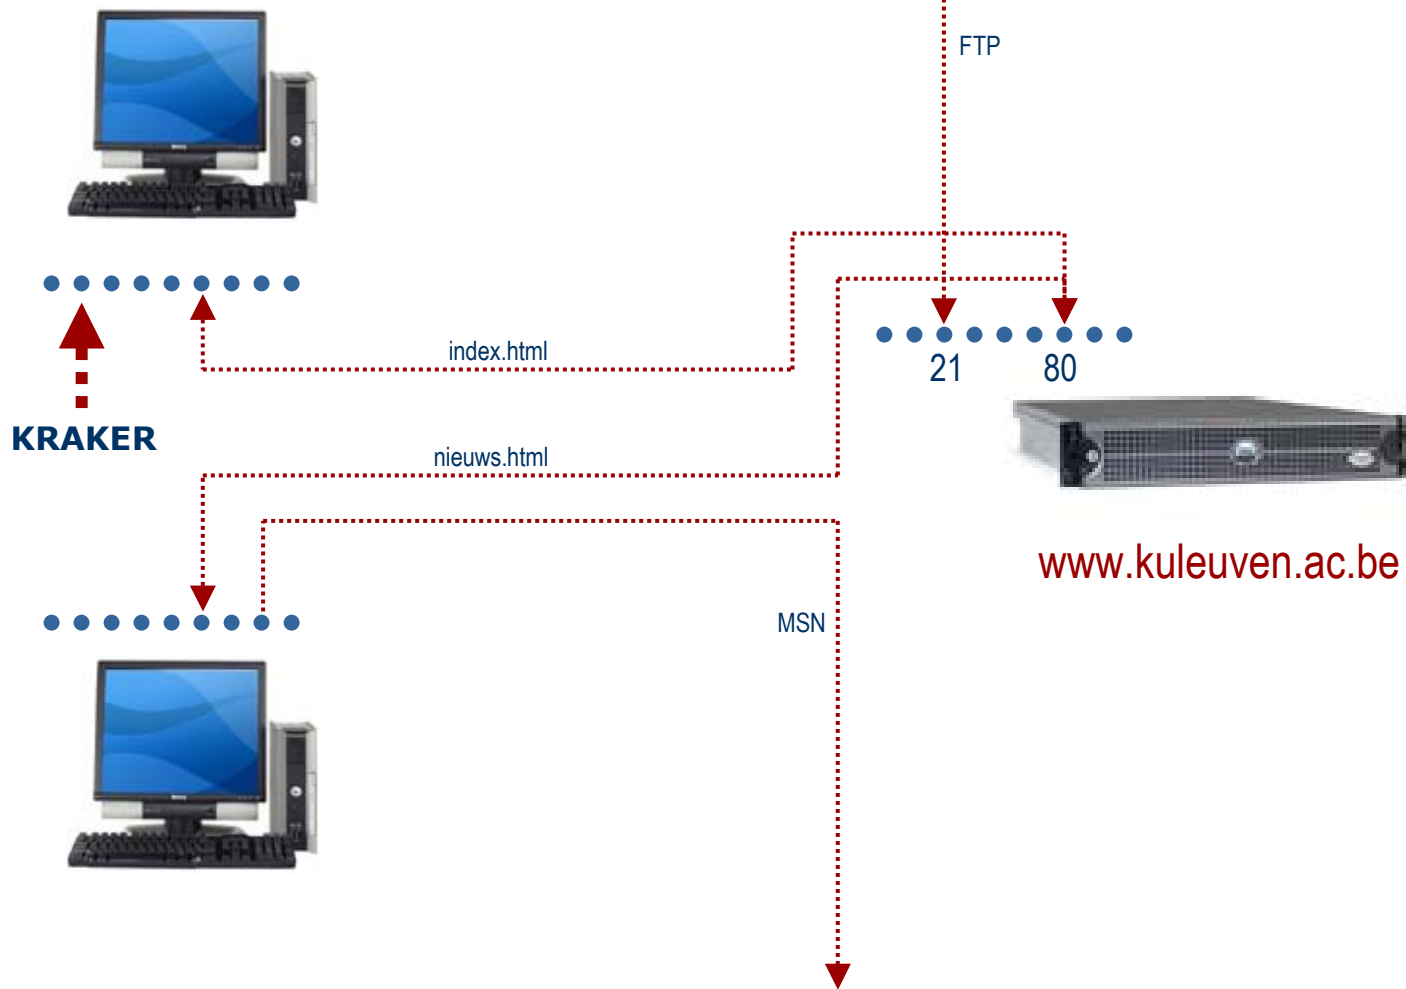 FTP
index.html
21
80
KRAKER
nieuws.html
www.kuleuven.ac.be
MSN